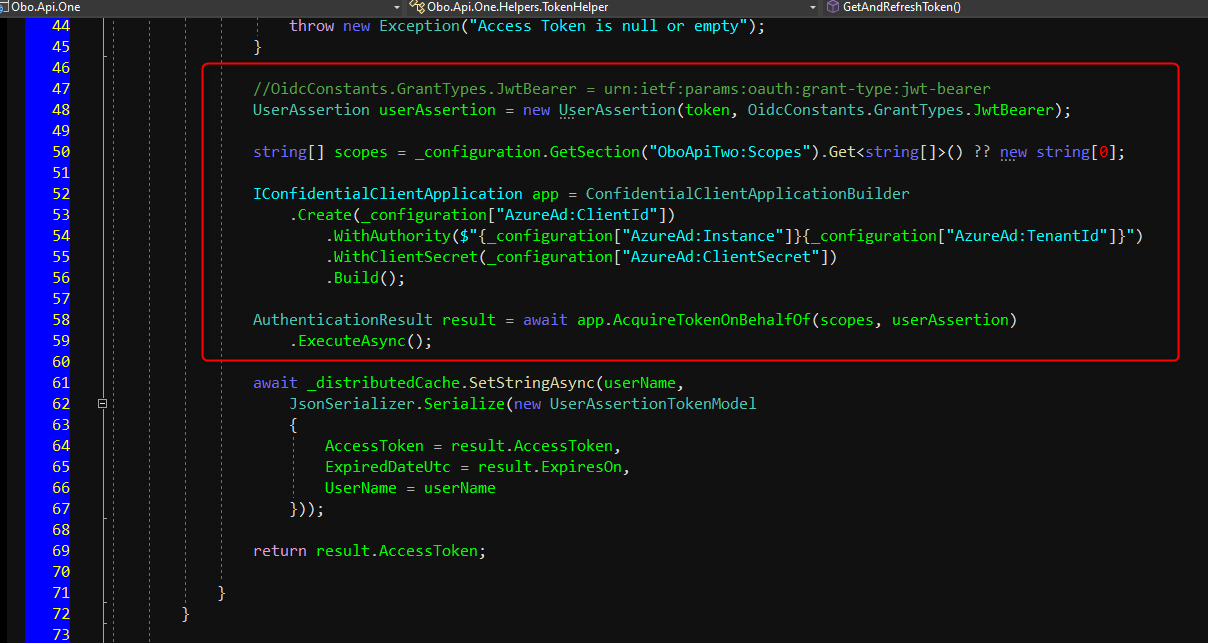 Obo.Api.One Obo.Api.One.Helpers.TokenHelper GetAndRefreshToken()
44 throw new Exception("Access Token is null or empty");
45 }
46
47 //OidcConstants.GrantTypes.JwtBearer = urn:ietf:params:oauth:grant-type:jwt-bearer
48 UserAssertion userAssertion = new UserAssertion(token, OidcConstants.GrantTypes.JwtBearer);
49
50 string[] scopes = _configuration.GetSection("OboApiTwo:Scopes").Get<string[]>() ?? new string[0];
51
52 IConfidentialClientApplication app = ConfidentialClientApplicationBuilder
53 .Create(_configuration["AzureAd:ClientId"])
54 .WithAuthority($"{_configuration["AzureAd:Instance"]}{_configuration["AzureAd:TenantId"]}")
55 .WithClientSecret(_configuration["AzureAd:ClientSecret"])
56 .Build();
57
58 AuthenticationResult result = await app.AcquireTokenOnBehalfOf(scopes, userAssertion)
59 .ExecuteAsync();
60
61 await _distributedCache.SetStringAsync(userName,
62 JsonSerializer.Serialize(new UserAssertionTokenModel
63 {
64 AccessToken = result.AccessToken,
65 ExpiredDateUtc = result.ExpiresOn,
66 UserName = userName
67 }));
68
69 return result.AccessToken;
70
71 }
72 }
73